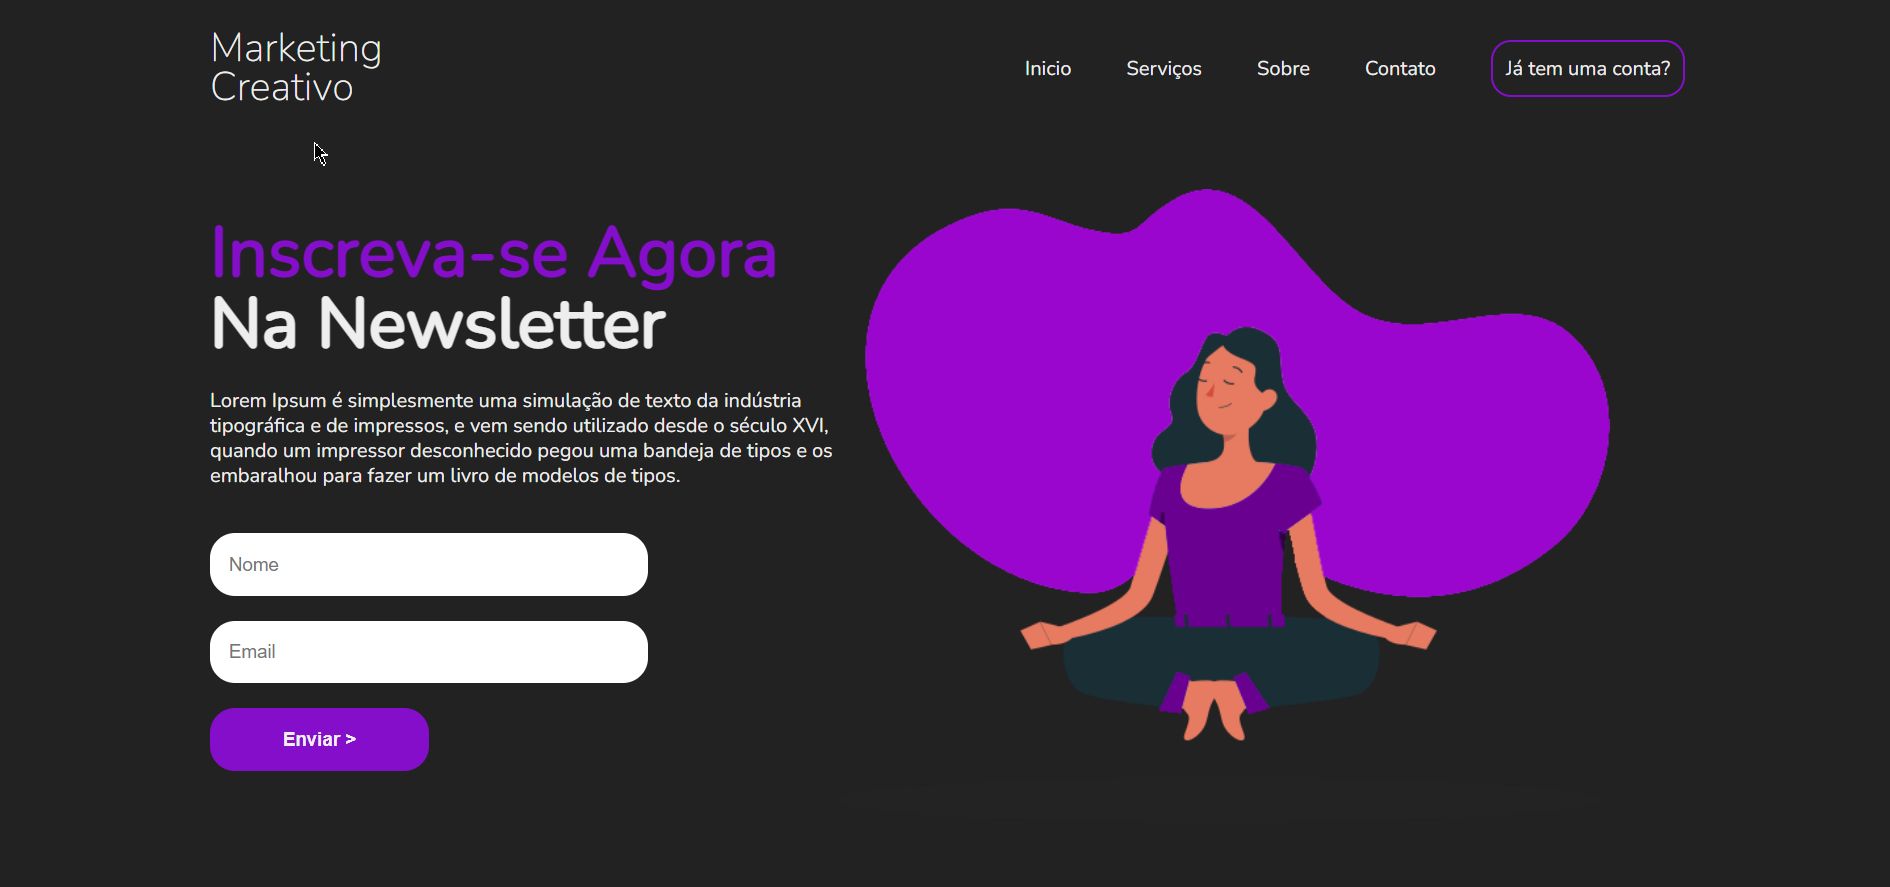 Marketing
Creativo
Inicio Serviços Sobre Contato Já tem uma conta?
Inscreva-se Agora
Na Newsletter
Lorem Ipsum é simplesmente uma simulação de texto da indústria
tipográfica e de impressos, e vem sendo utilizado desde o século XVI,
quando um impressor desconhecido pegou uma bandeja de tipos e os
embaralhou para fazer um livro de modelos de tipos.
Nome
Email
Enviar >